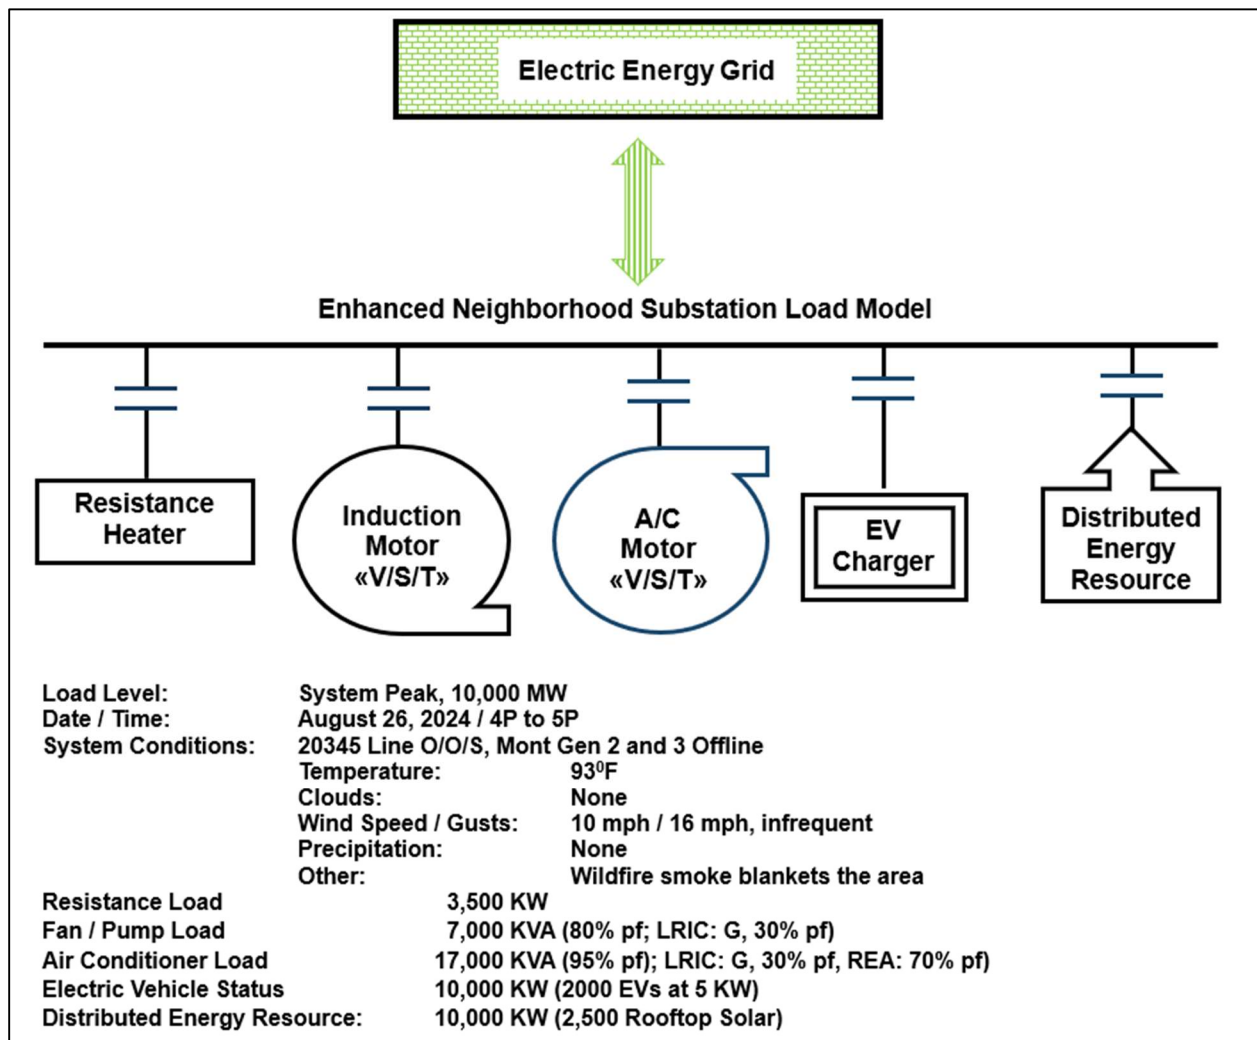 Electric Energy Grid
Enhanced Neighborhood Substation Load Model
Resistance
Heater
Induction
Motor
«V/S/T»
A/C
Motor
«V/S/T»
EV
Charger
Distributed
Energy
Resource
Load Level: System Peak, 10,000 MW
Date / Time: August 26, 2024 / 4P to 5P
System Conditions: 20345 Line O/O/S, Mont Gen 2 and 3 Offline
Temperature: 93⁰F
Clouds: None
Wind Speed / Gusts: 10 mph / 16 mph, infrequent
Precipitation: None
Other: Wildfire smoke blankets the area
Resistance Load 3,500 KW
Fan / Pump Load 7,000 KVA (80% pf; LRIC: G, 30% pf)
Air Conditioner Load 17,000 KVA (95% pf); LRIC: G, 30% pf, REA: 70% pf)
Electric Vehicle Status 10,000 KW (2000 EVs at 5 KW)
Distributed Energy Resource: 10,000 KW (2,500 Rooftop Solar)